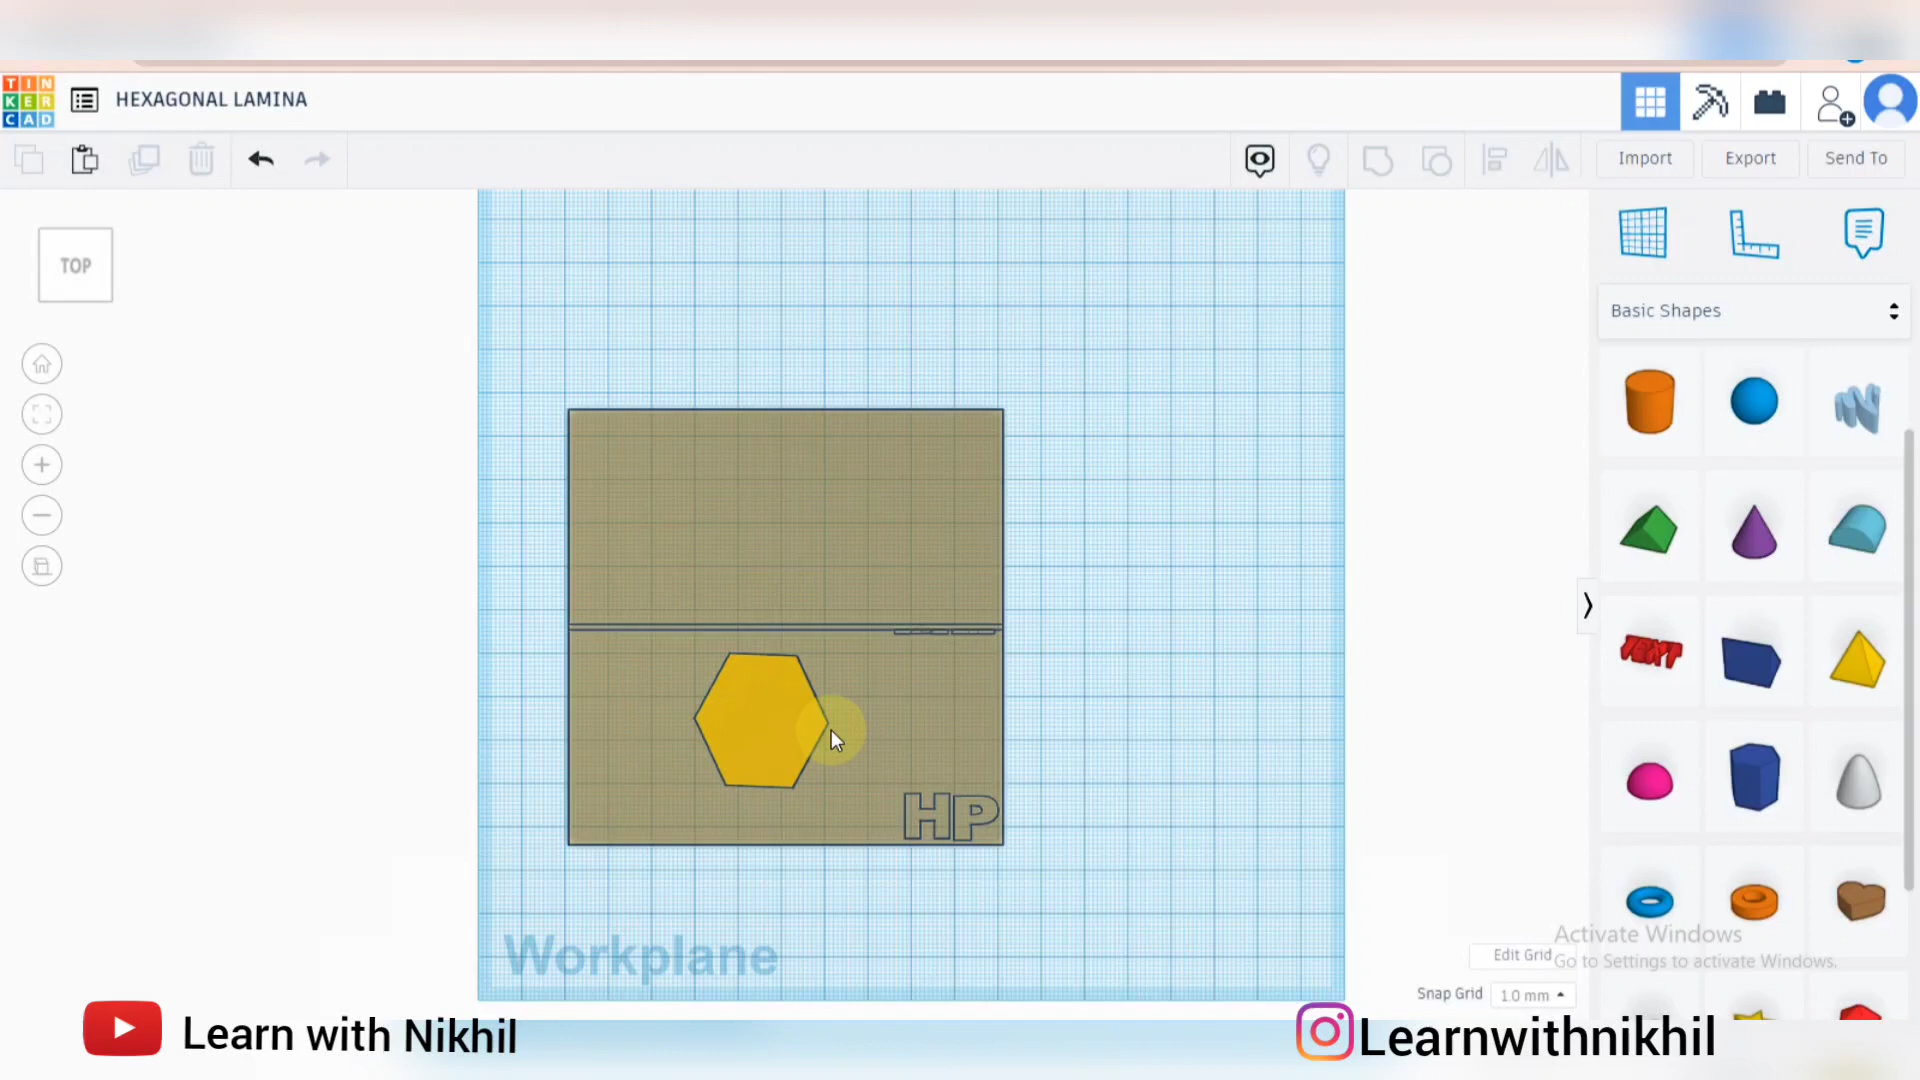 TIN
KER
CAD
HEXAGONAL LAMINA
Import
Export
Send To
TOP
Basic Shapes
TEXT
HP
Workplane
Edit Grid
Activate Windows
Go to Settings to activate Windows.
Snap Grid
1.0 mm
Learn with Nikhil
Learnwithnikhil